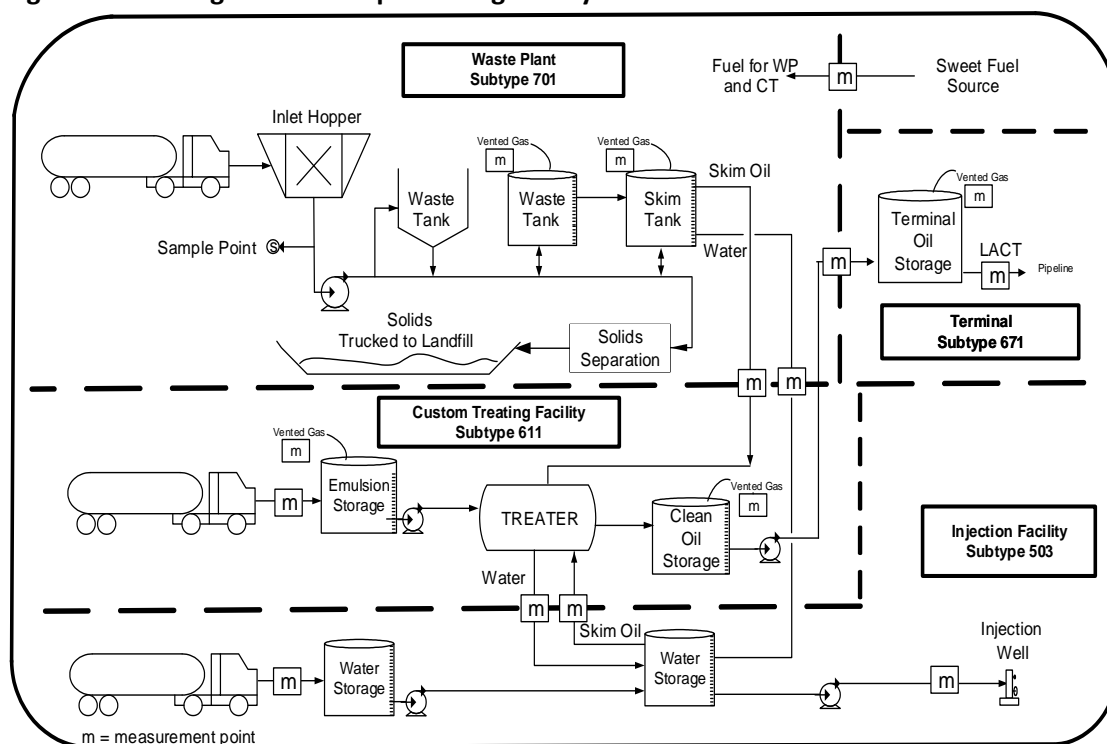 Waste Plant
Subtype 701
Fuel for WP
and CT
m
Sweet Fuel
Source
Inlet Hopper
Vented Gas
m
Vented Gas
m
Skim Oil
Waste
Tank
Waste
Tank
Skim
Tank
Water
Sample Point
S
Vented Gas
m
Terminal
Oil
Storage
m
LACT
m
Pipeline
Solids
Trucked to Landfill
Solids
Separation
Terminal
Subtype 671
m
m
Custom Treating Facility
Subtype 611
Vented Gas
m
m
Emulsion
Storage
TREATER
Vented Gas
m
Clean
Oil
Storage
Injection Facility
Subtype 503
Water
m
m
Skim Oil
m
Water
Storage
Water
Storage
m
Injection
Well
m = measurement point